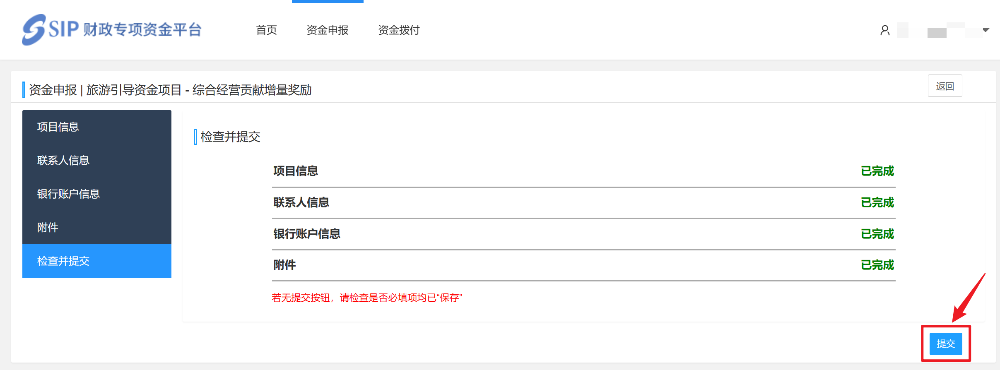 SIP 财政专项资金平台
首页 资金申报 资金拨付
资金申报 | 旅游引导资金项目 - 综合经营贡献增量奖励
返回
项目信息
联系人信息
银行账户信息
附件
检查并提交
检查并提交
项目信息 已完成
联系人信息 已完成
银行账户信息 已完成
附件 已完成
若无提交按钮，请检查是否必填项均已“保存”
提交